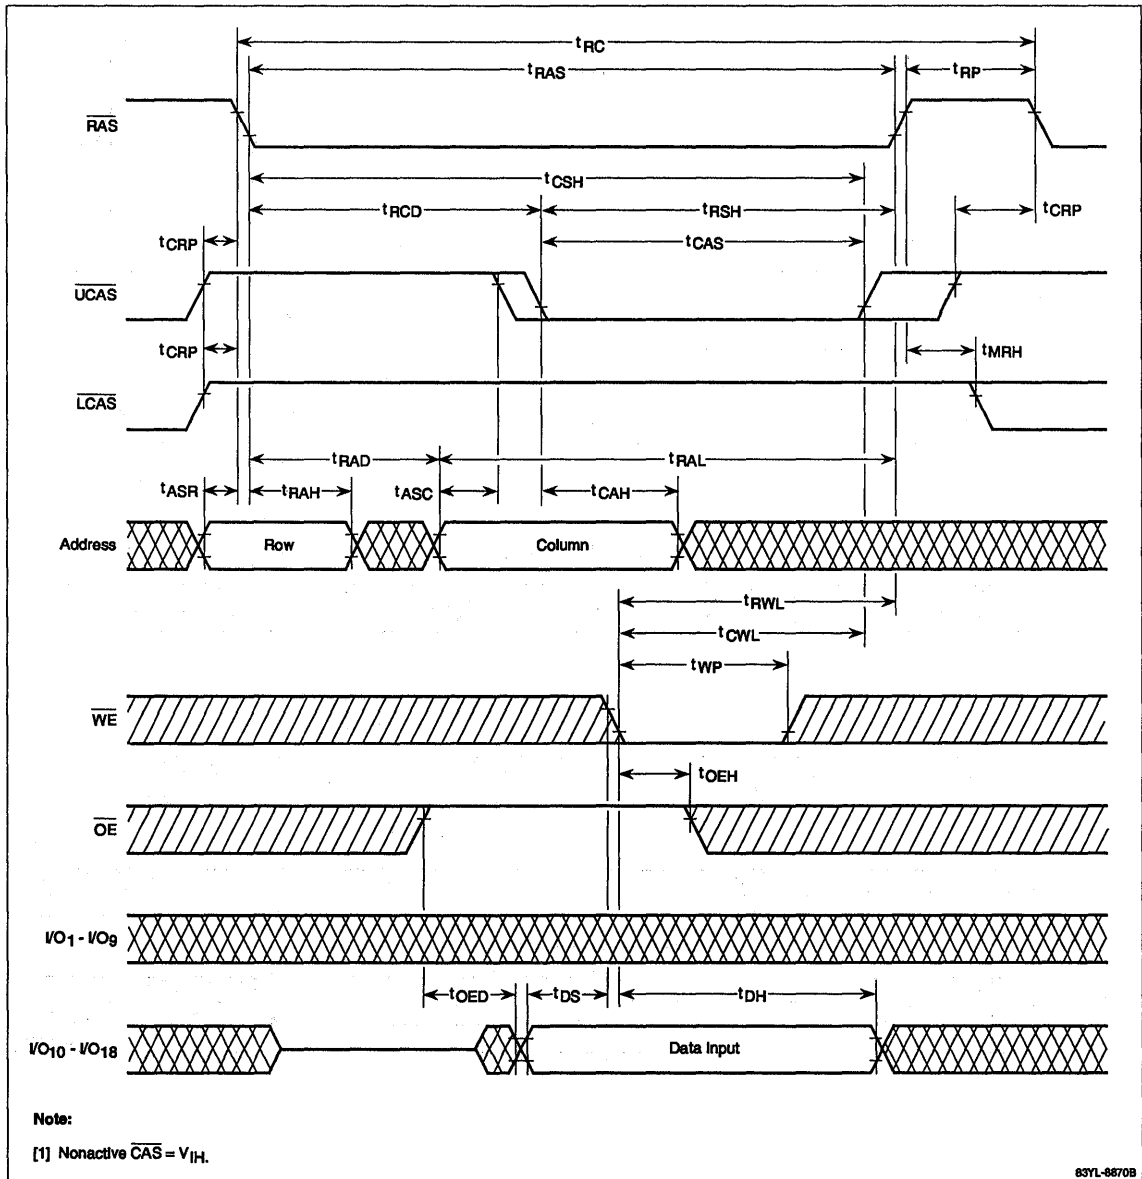 tRC
tRAS
tRP
RAS
tCSH
tRCD
tRSH
tCRP
tCRP
tCAS
UCAS
tCRP
tMRH
LCAS
tRAD
tRAL
tASR
tRAH
tASC
tCAH
Address
Row
Column
tRWL
tCWL
tWP
WE
tOEH
OE
I/O1 - I/O9
tOED
tDS
tDH
I/O10 - I/O18
Data Input
Note:
[1] Nonactive CAS = VIH.
83YL-8870B